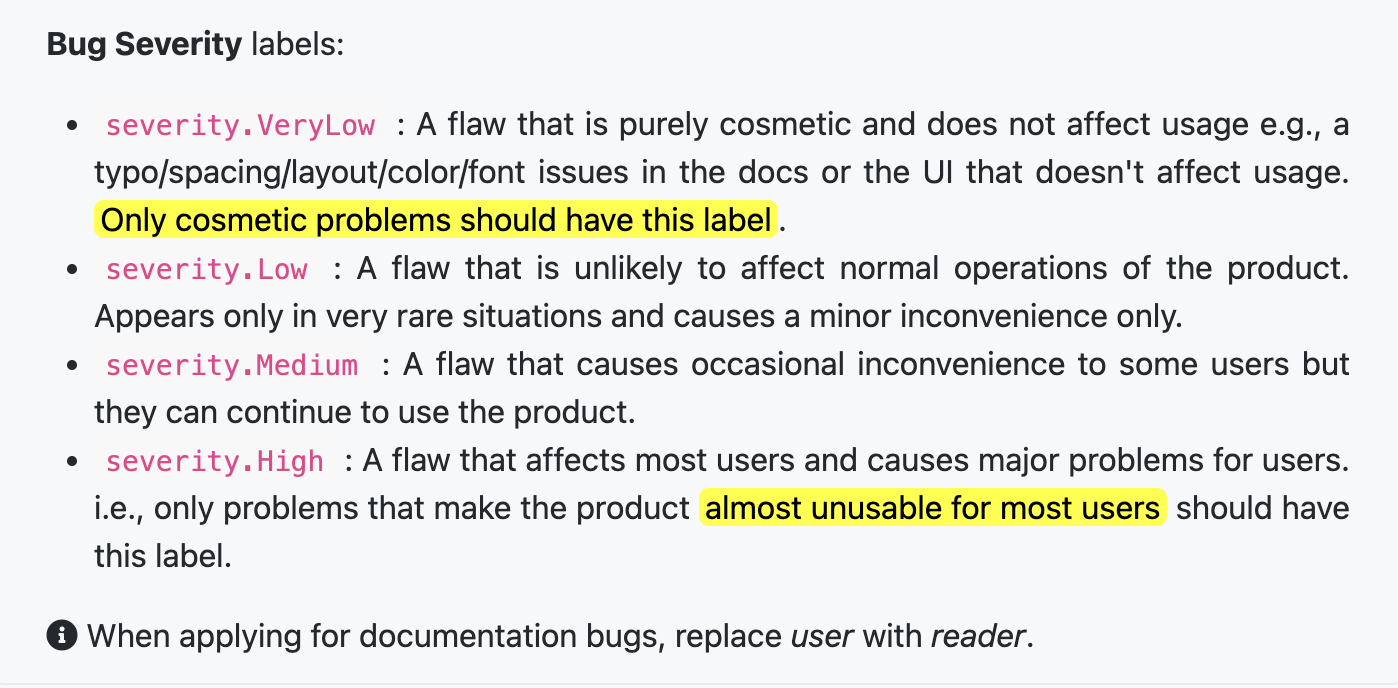 Bug Severity labels:
• severity.VeryLow : A flaw that is purely cosmetic and does not affect usage e.g., a
typo/spacing/layout/color/font issues in the docs or the UI that doesn't affect usage.
Only cosmetic problems should have this label.
• severity.Low : A flaw that is unlikely to affect normal operations of the product.
Appears only in very rare situations and causes a minor inconvenience only.
• severity.Medium : A flaw that causes occasional inconvenience to some users but
they can continue to use the product.
• severity.High : A flaw that affects most users and causes major problems for users.
i.e., only problems that make the product almost unusable for most users should have
this label.
When applying for documentation bugs, replace user with reader.